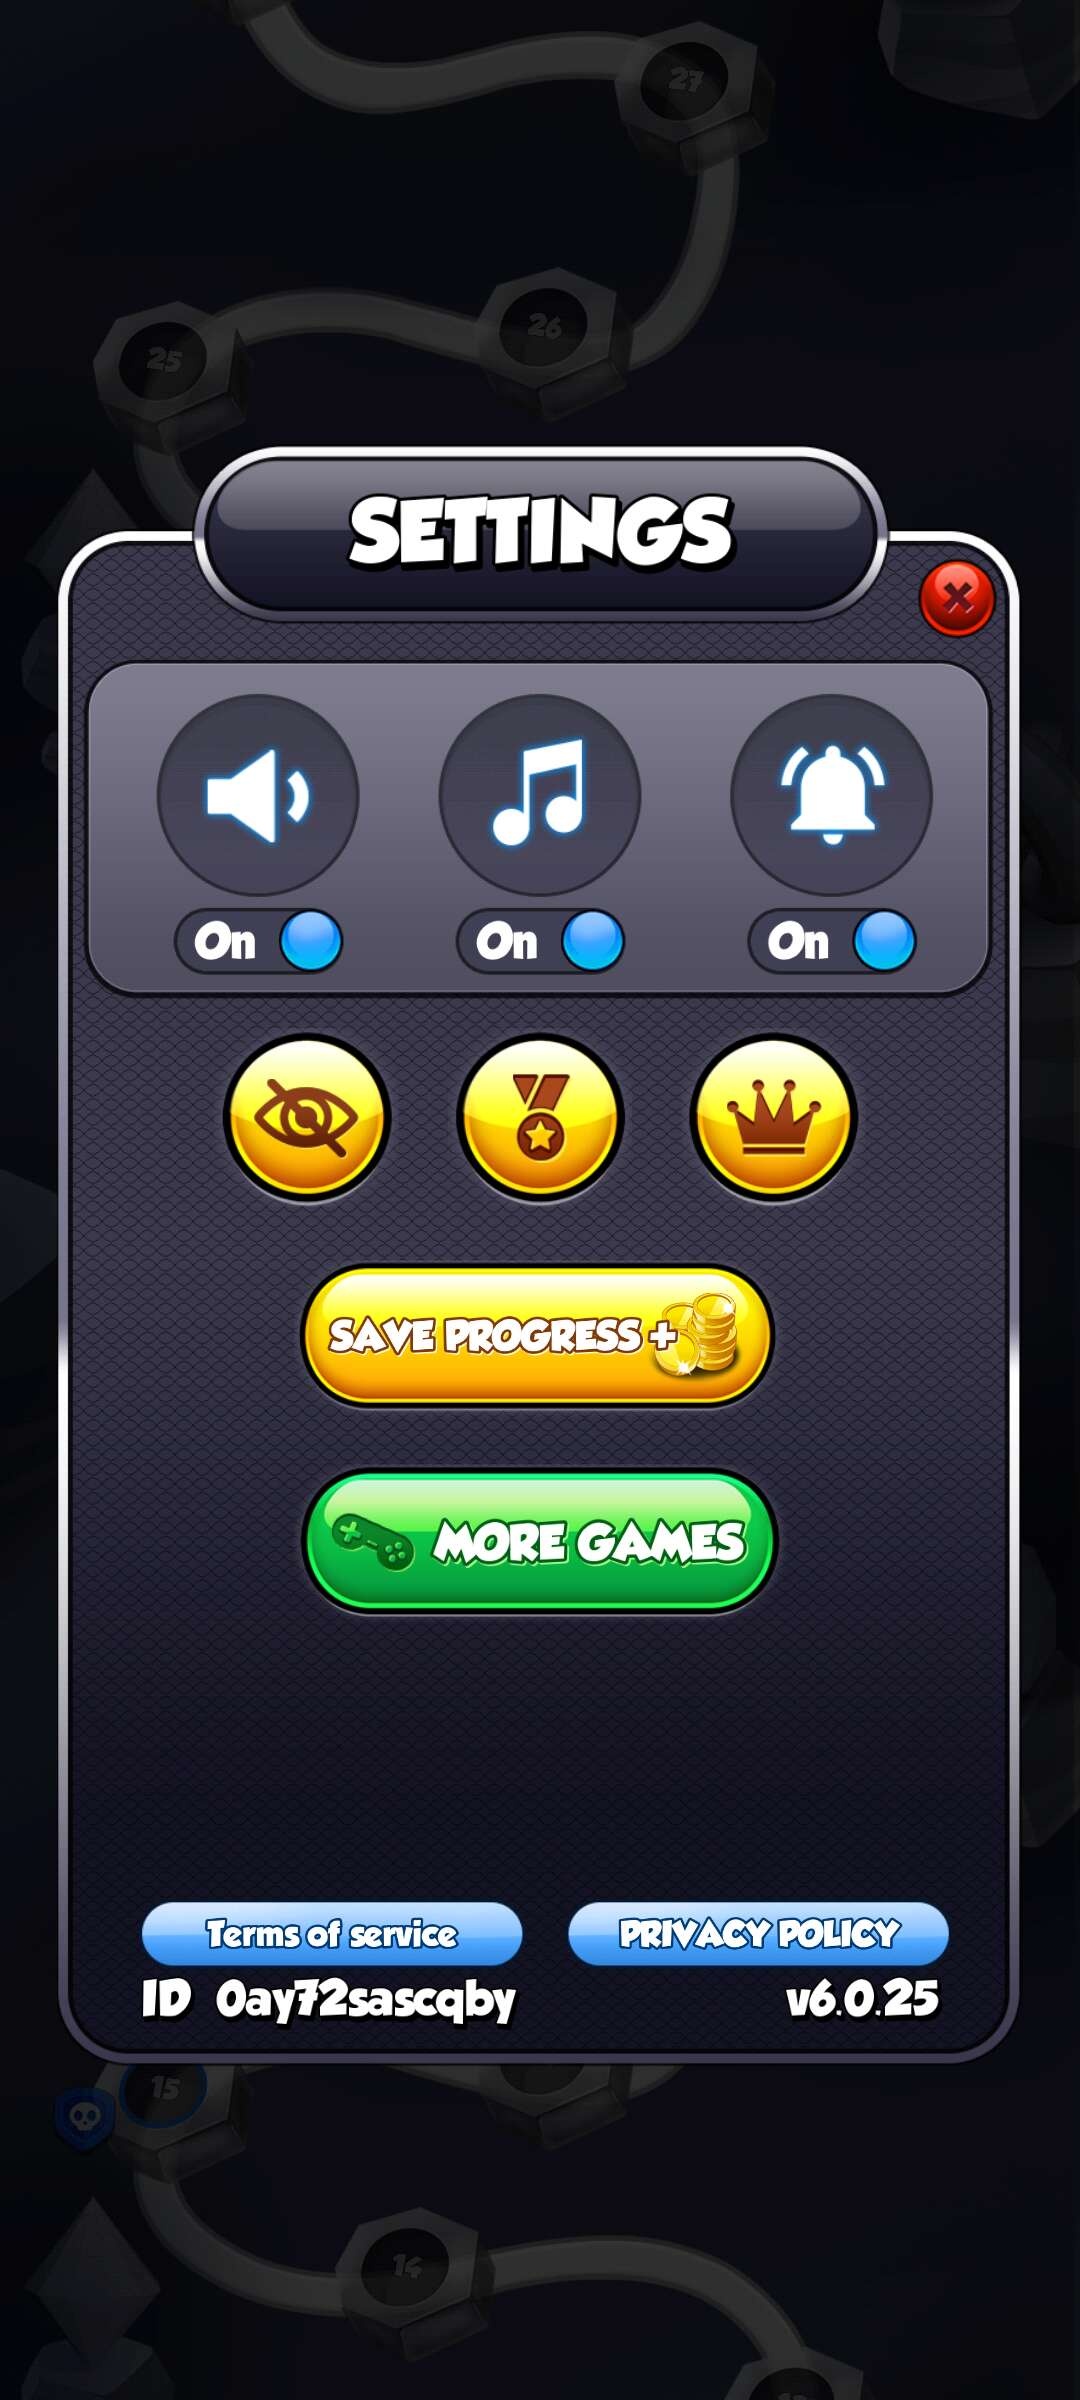 27
26
25
SETTINGS
On On On
SAVE PROGRESS +
MORE GAMES
Terms of service PRIVACY POLICY
ID 0ay72sascqby v6.0.25
15
14